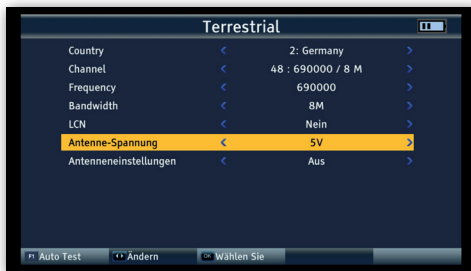 Terrestrial
Country < 2: Germany >
Channel < 48 : 690000 / 8 M >
Frequency < 690000 >
Bandwidth < 8M >
LCN < Nein >
Antenne-Spannung < 5V >
Antenneneinstellungen < Aus >
F1 Auto Test Ändern OK Wählen Sie